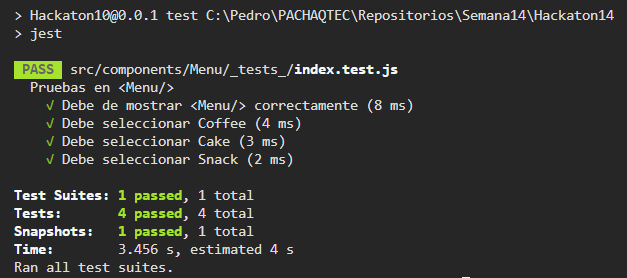 > Hackaton10@0.0.1 test C:\Pedro\PACHAQTEC\Repositorios\Semana14\Hackaton14
> jest
PASS src/components/Menu/_tests_/index.test.js
Pruebas en <Menu/>
√ Debe de mostrar <Menu/> correctamente (8 ms)
√ Debe seleccionar Coffee (4 ms)
√ Debe seleccionar Cake (3 ms)
√ Debe seleccionar Snack (2 ms)
Test Suites: 1 passed, 1 total
Tests: 4 passed, 4 total
Snapshots: 1 passed, 1 total
Time: 3.456 s, estimated 4 s
Ran all test suites.